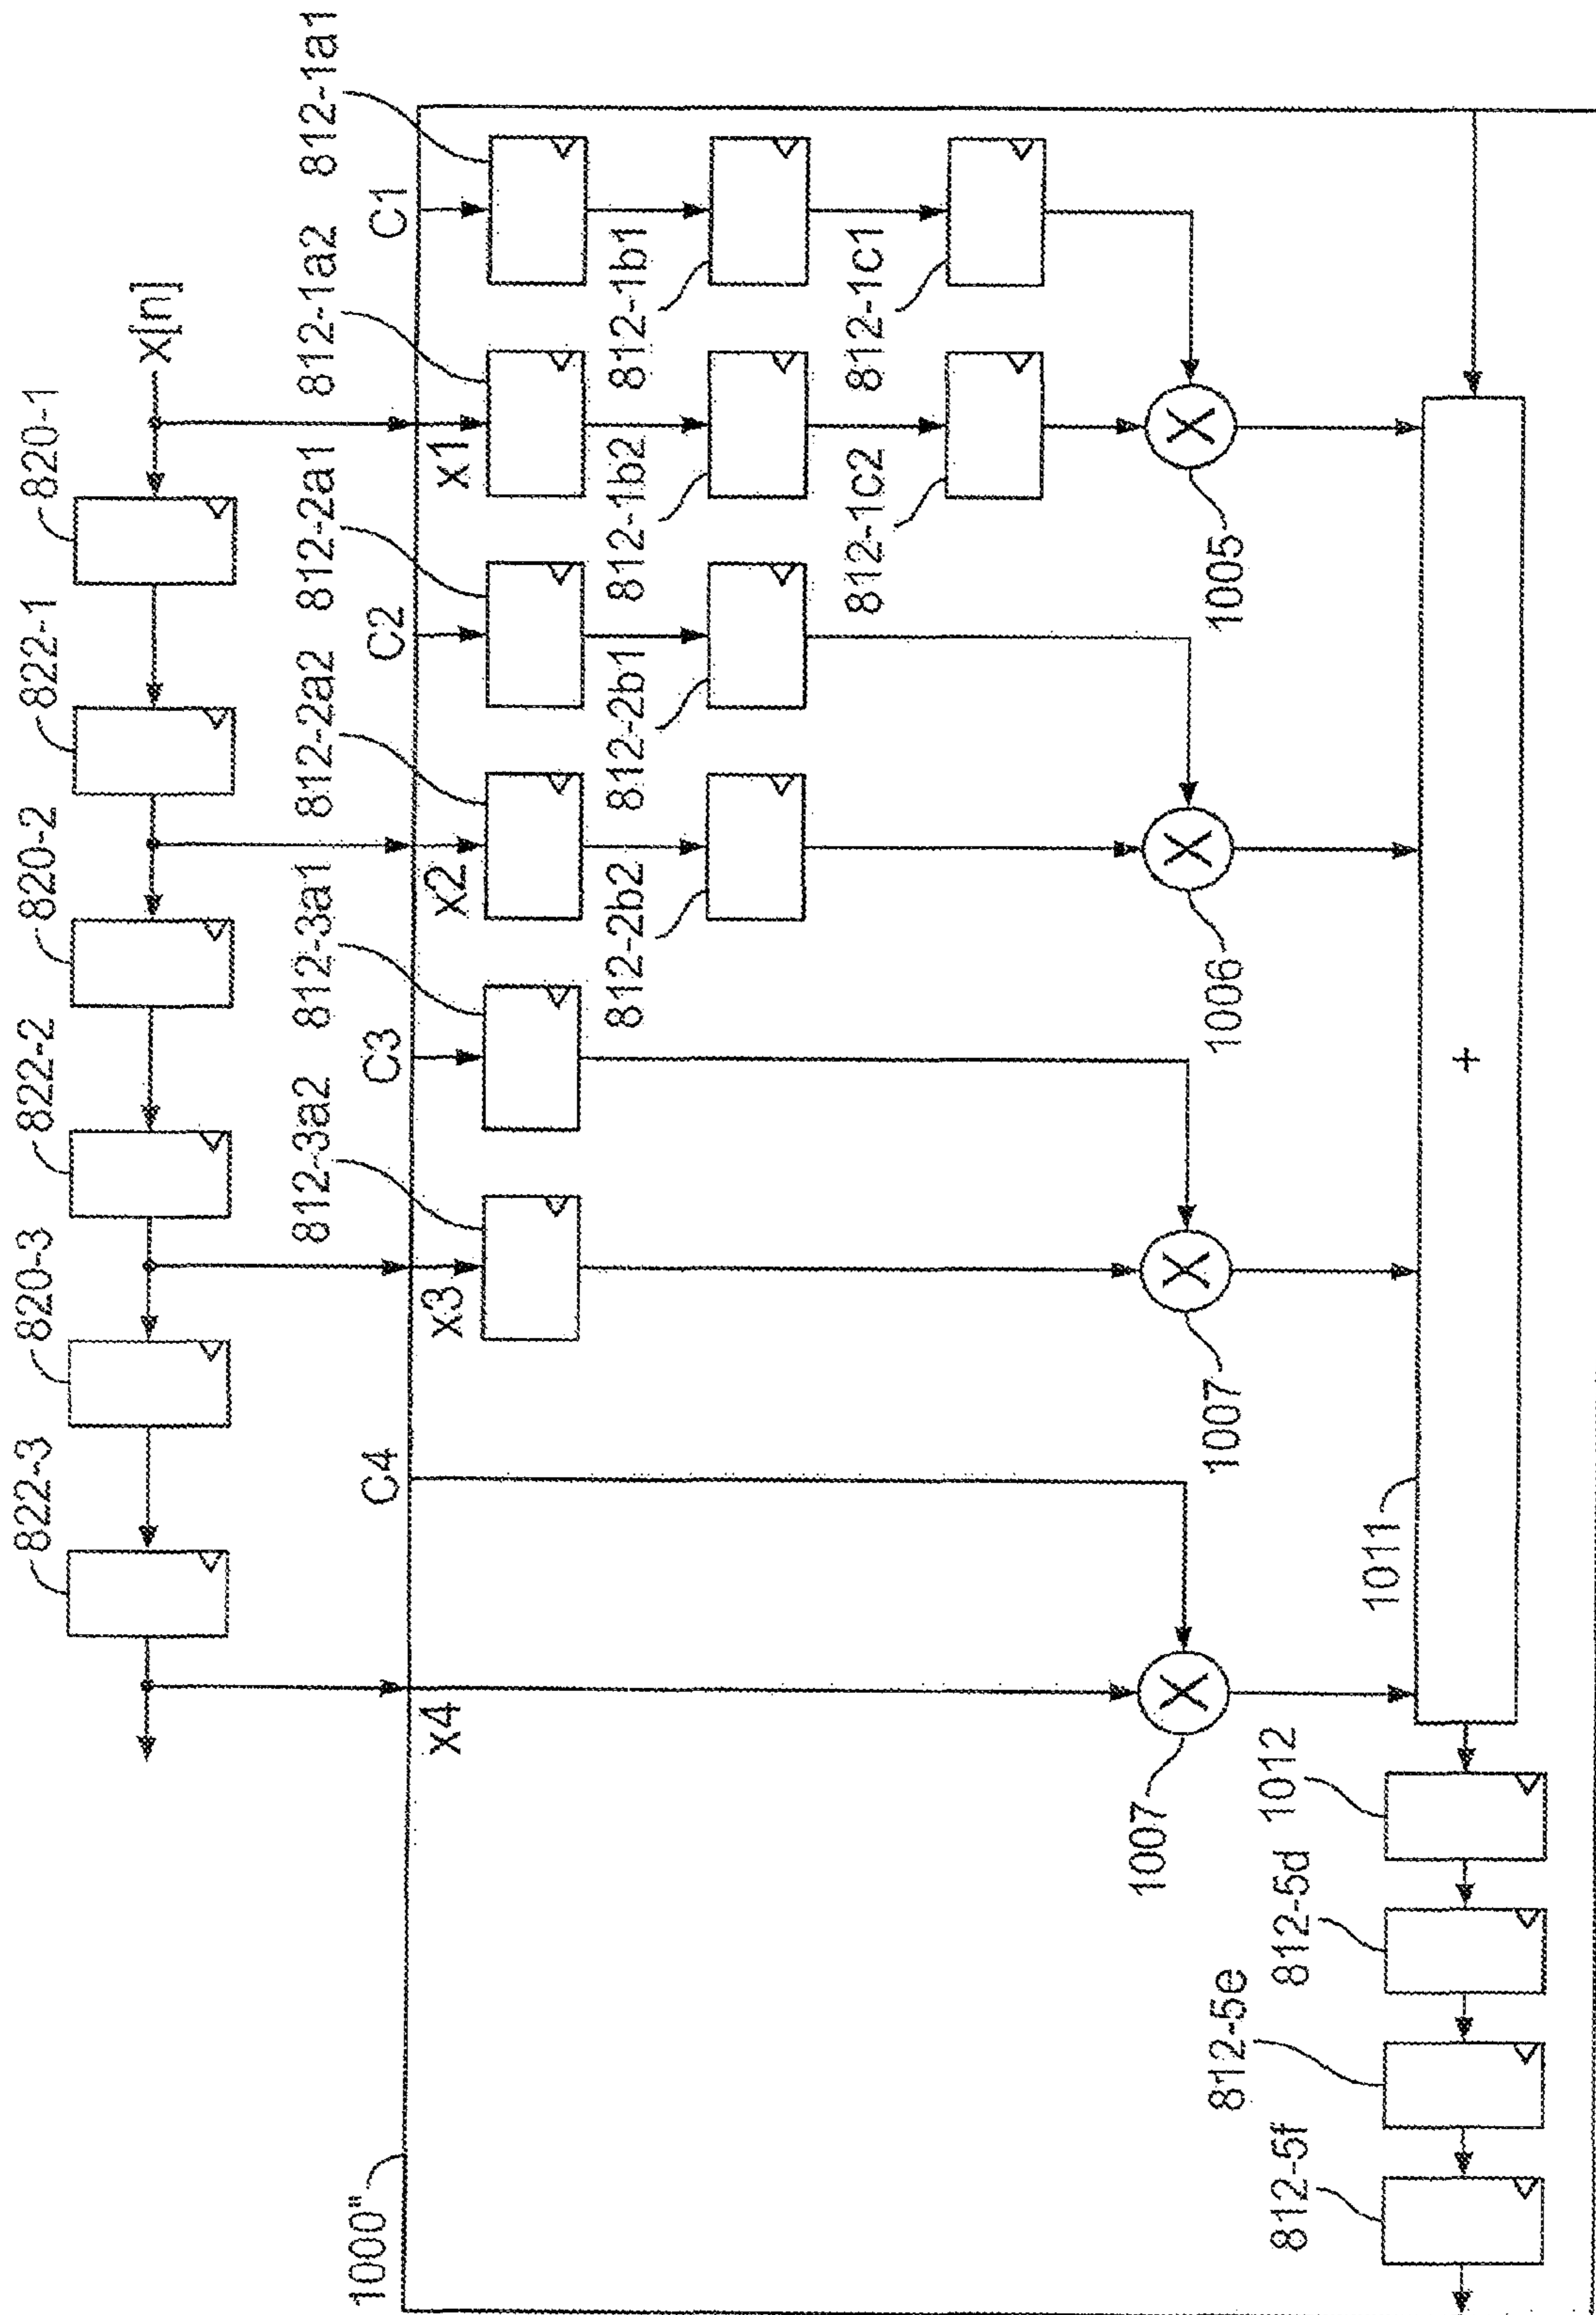 822-3
820-3
822-2
820-2
822-1
820-1
x[n]
812-3a2
812-3a1
812-2a2
812-2a1
812-1a2
812-1a1
1000"
C4
C3
C2
C1
x4
x3
x2
x1
812-2b2
812-2b1
812-1b2
812-1b1
812-1c2
812-1c1
X
X
X
X
1007
1007
1006
1005
812-5f
812-5e
812-5d
1012
1011
+